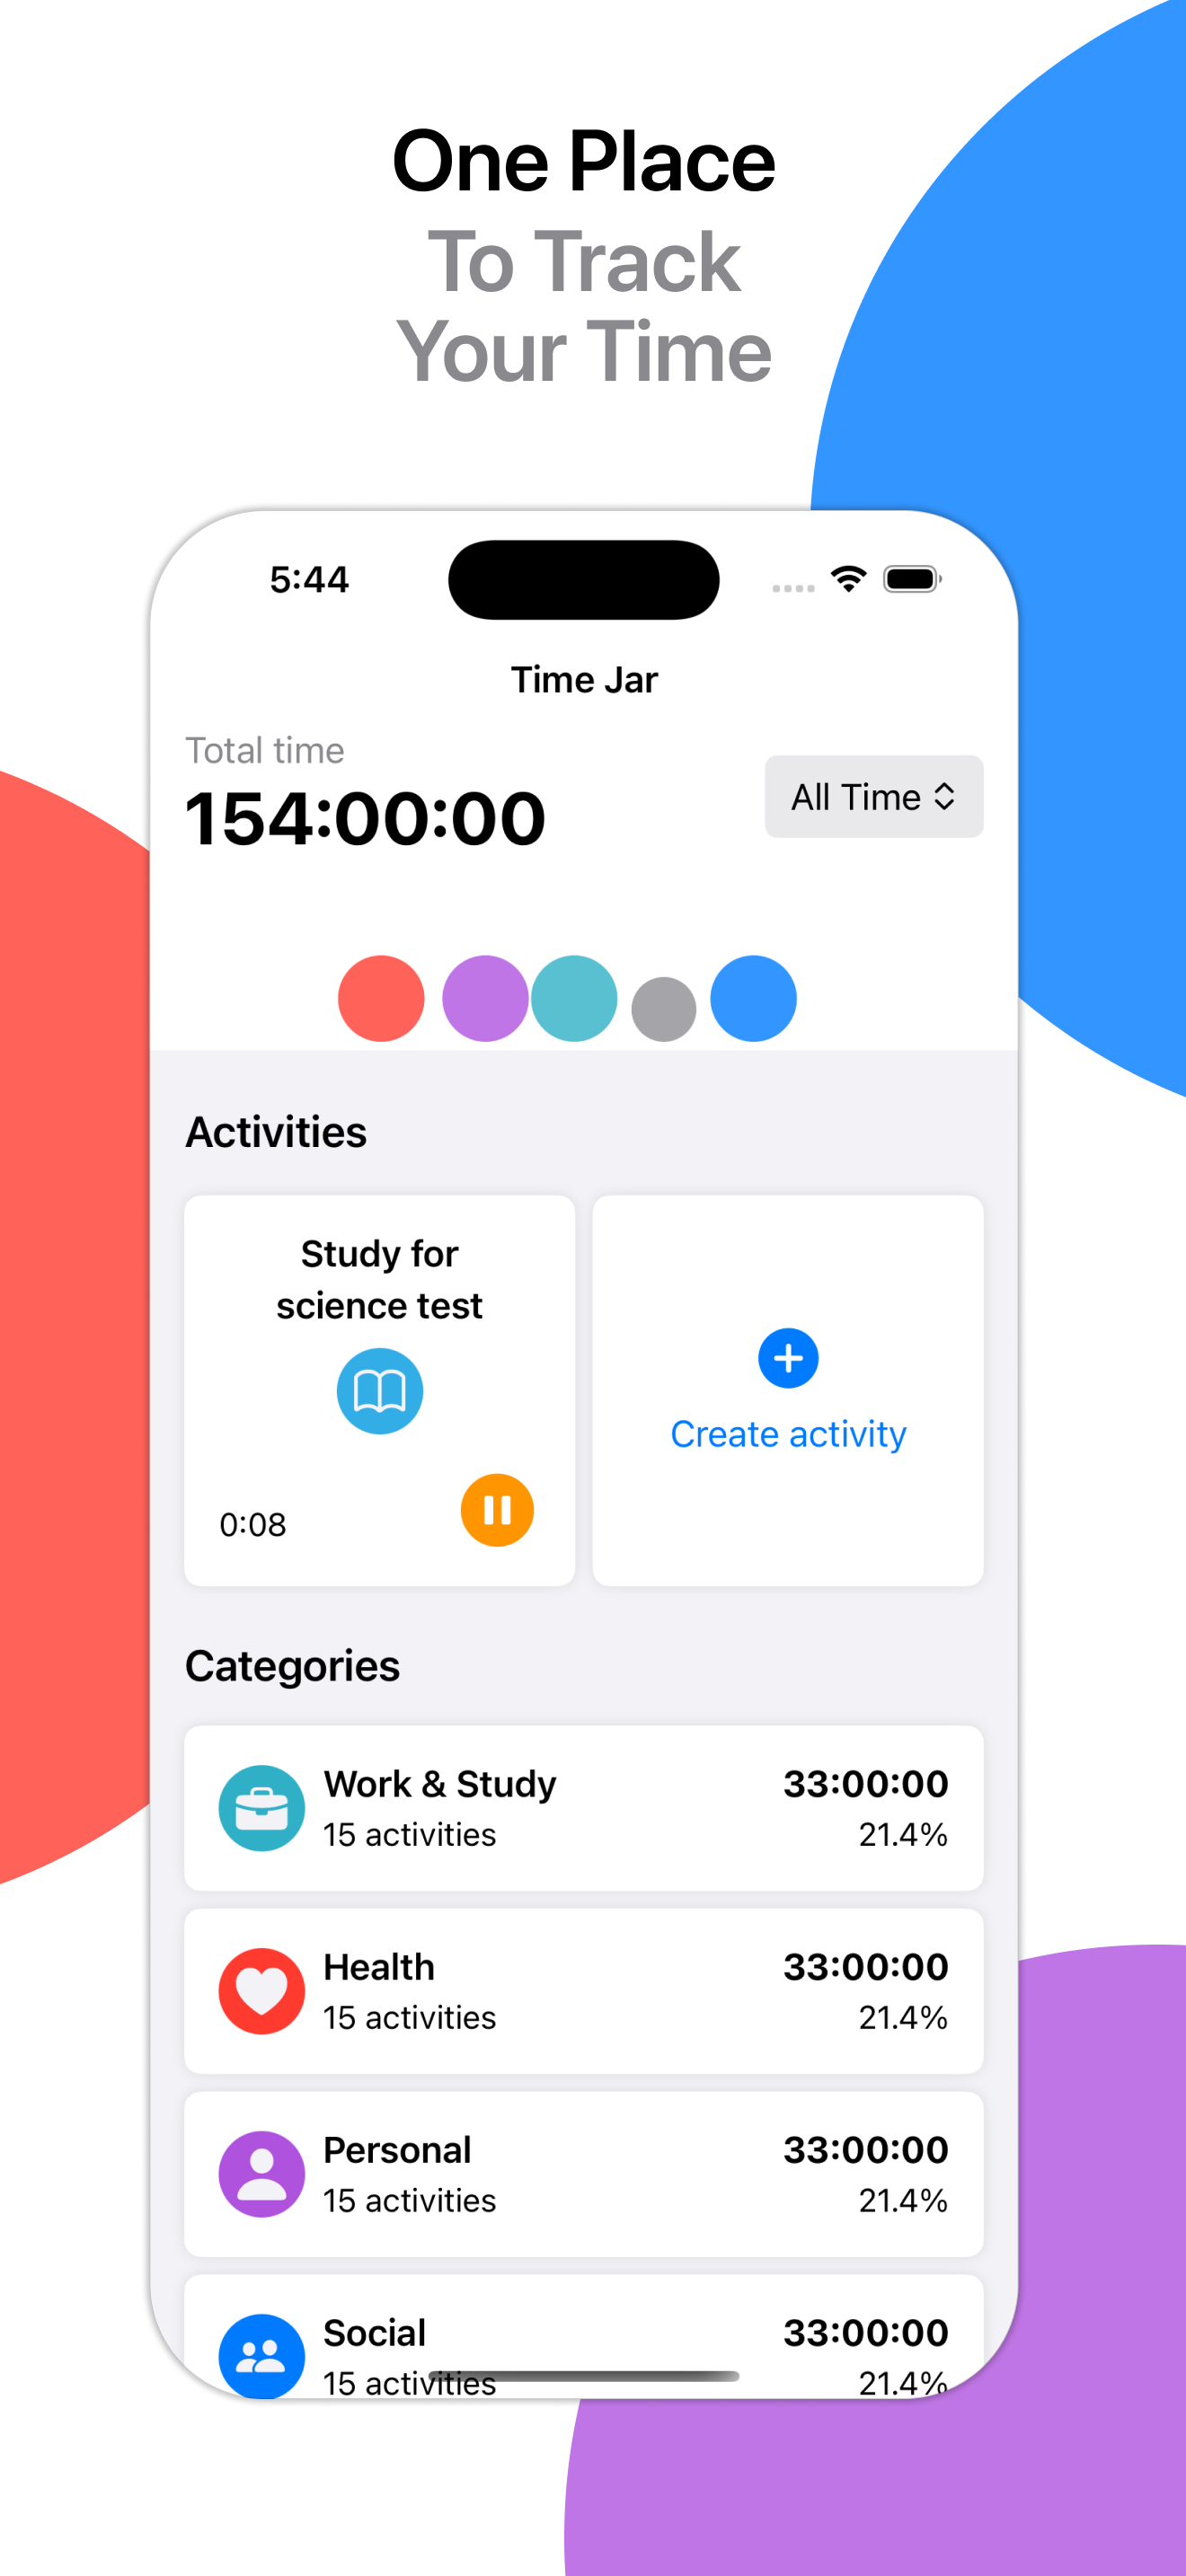 One Place
To Track
Your Time
5:44
Time Jar
Total time
154:00:00
All Time
Activities
Study for
science test
0:08
Create activity
Categories
Work & Study
33:00:00
15 activities
21.4%
Health
33:00:00
15 activities
21.4%
Personal
33:00:00
15 activities
21.4%
Social
33:00:00
15 activities
21.4%